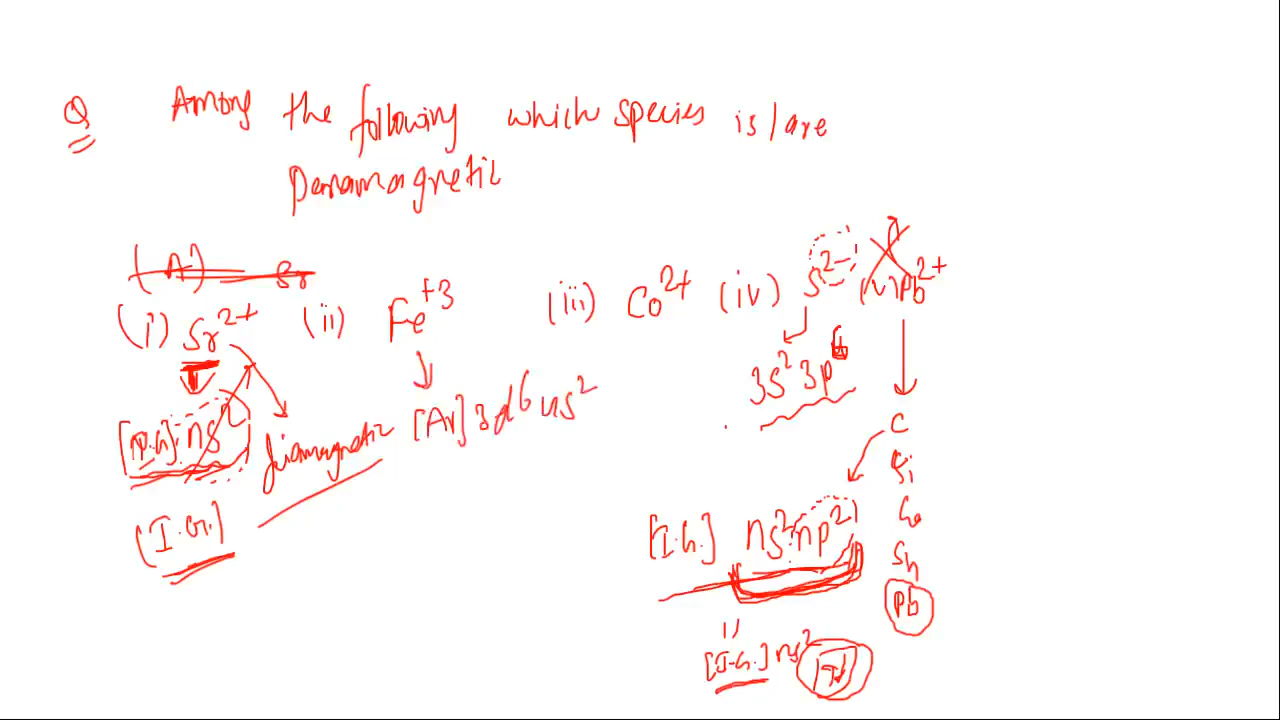 Q Among the following which species is/are
paramagnetic
(A) Sr
(i) Sr2+ (ii) Fe+3 (iii) Co2+ (iv) S2- (v) Pb2+
3s2 3p6
[I.G.] ns2 diamagnetic [Ar] 3d6 4s2
[I.G.]
C
Si
Ge
Sn
Pb
[I.G.] ns2 np2
[I.G.] ns2